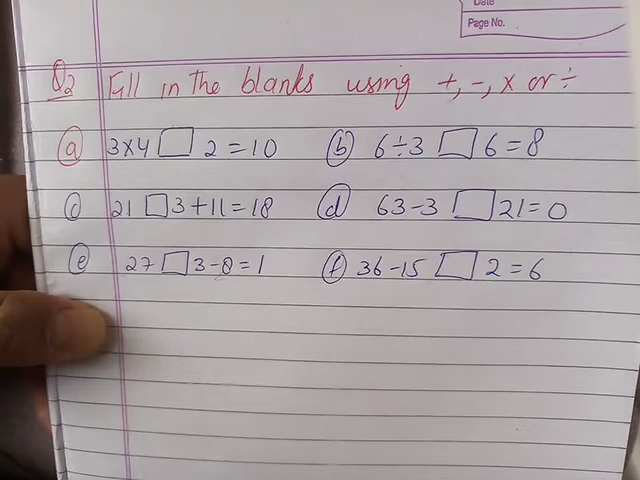 Date
Page No.
Q2 Fill in the blanks using +, -, x or ÷
(a) 3x4 □ 2 = 10 (b) 6÷3 □ 6 = 8
(c) 21 □ 3+11 = 18 (d) 63-3 □ 21 = 0
(e) 27 □ 3-8 = 1 (f) 36-15 □ 2 = 6